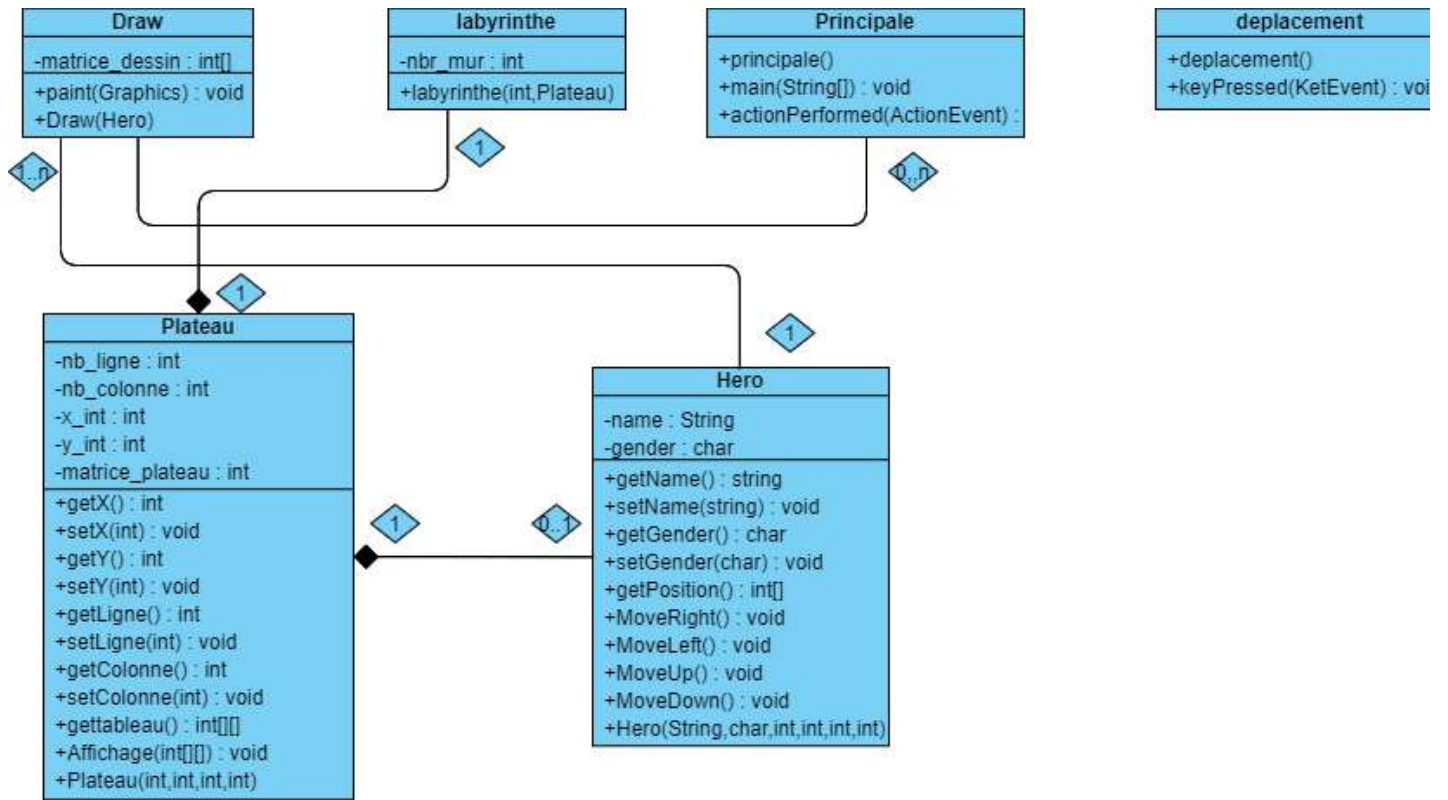 Draw
-matrice_dessin : int[]
+paint(Graphics) : void
+Draw(Hero)
labyrinthe
-nbr_mur : int
+labyrinthe(int,Plateau)
Principale
+principale()
+main(String[]) : void
+actionPerformed(ActionEvent) :
deplacement
+deplacement()
+keyPressed(KetEvent) : voi
1..n
1
0,,n
1
1
Plateau
-nb_ligne : int
-nb_colonne : int
-x_int : int
-y_int : int
-matrice_plateau : int
+getX() : int
+setX(int) : void
+getY() : int
+setY(int) : void
+getLigne() : int
+setLigne(int) : void
+getColonne() : int
+setColonne(int) : void
+gettableau() : int[][]
+Affichage(int[][]) : void
+Plateau(int,int,int,int)
1
0..1
Hero
-name : String
-gender : char
+getName() : string
+setName(string) : void
+getGender() : char
+setGender(char) : void
+getPosition() : int[]
+MoveRight() : void
+MoveLeft() : void
+MoveUp() : void
+MoveDown() : void
+Hero(String,char,int,int,int,int)